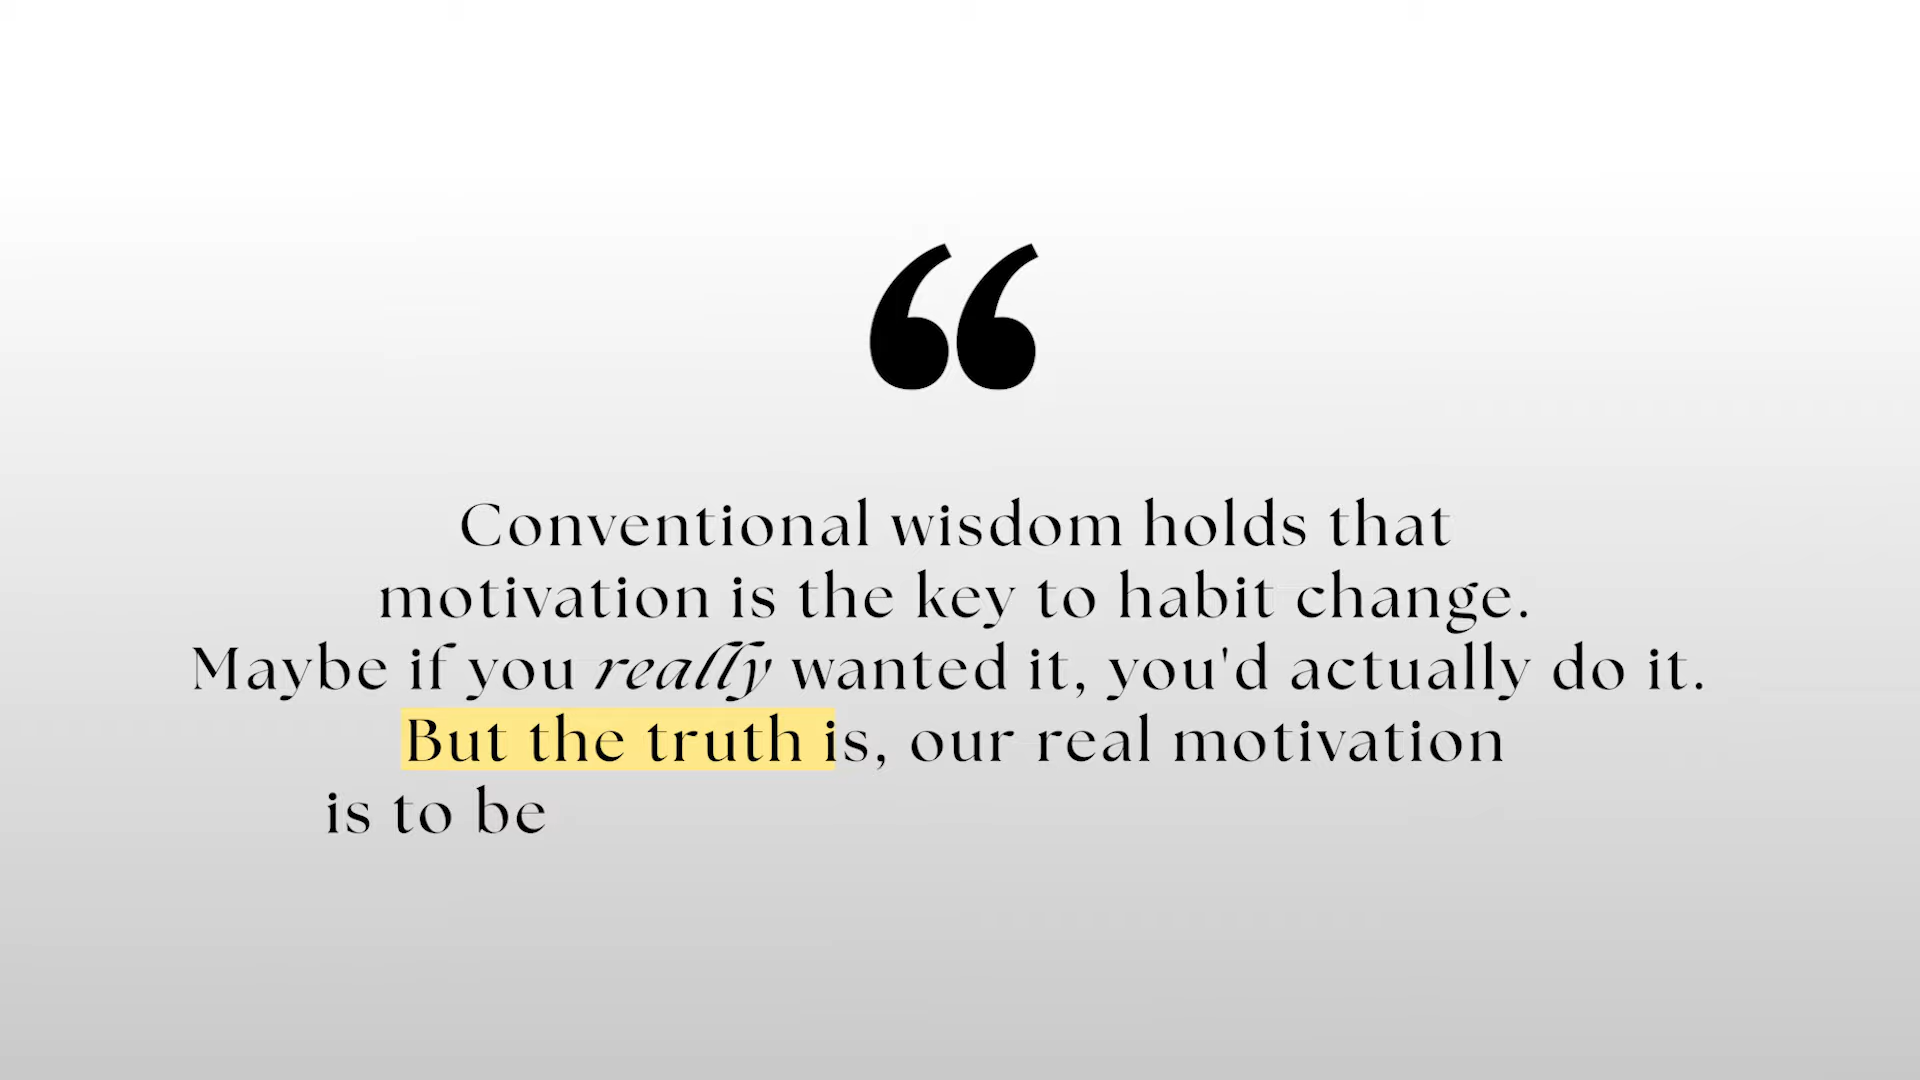 “
Conventional wisdom holds that
motivation is the key to habit change.
Maybe if you really wanted it, you'd actually do it.
But the truth is, our real motivation
is to be